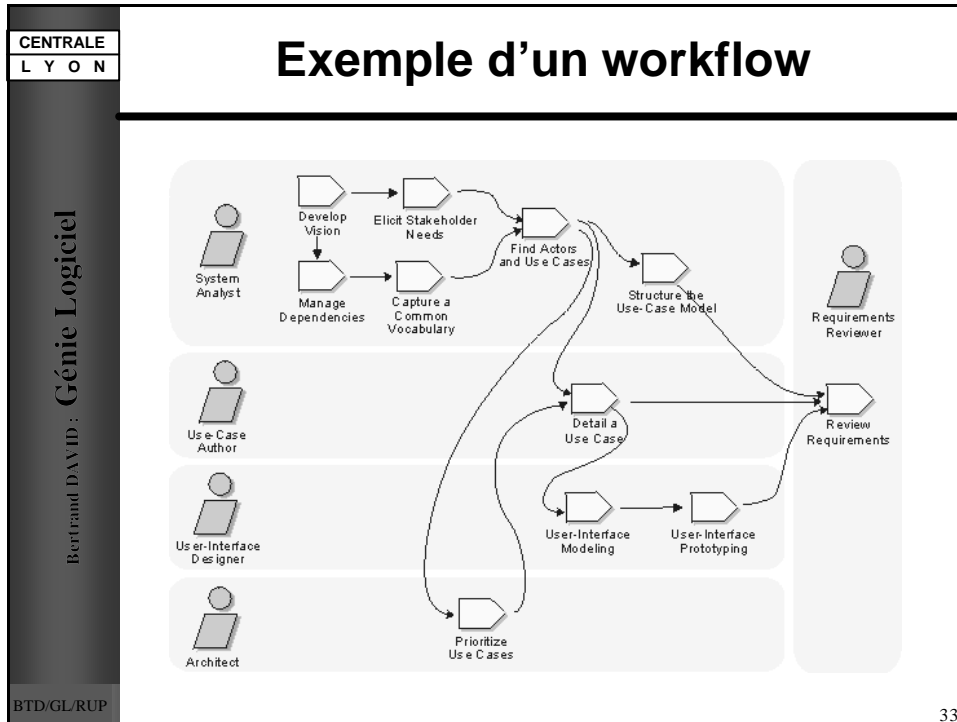 CENTRALE
L Y O N
Exemple d'un workflow
Bertrand DAVID : Génie Logiciel
System
Analyst
Develop
Vision
Elicit Stakeholder
Needs
Find Actors
and Use Cases
Manage
Dependencies
Capture a
Common
Vocabulary
Structure the
Use-Case Model
Requirements
Reviewer
Use-Case
Author
Detail a
Use Case
Review
Requirements
User-Interface
Designer
User-Interface
Modeling
User-Interface
Prototyping
Architect
Prioritize
Use Cases
BTD/GL/RUP
33